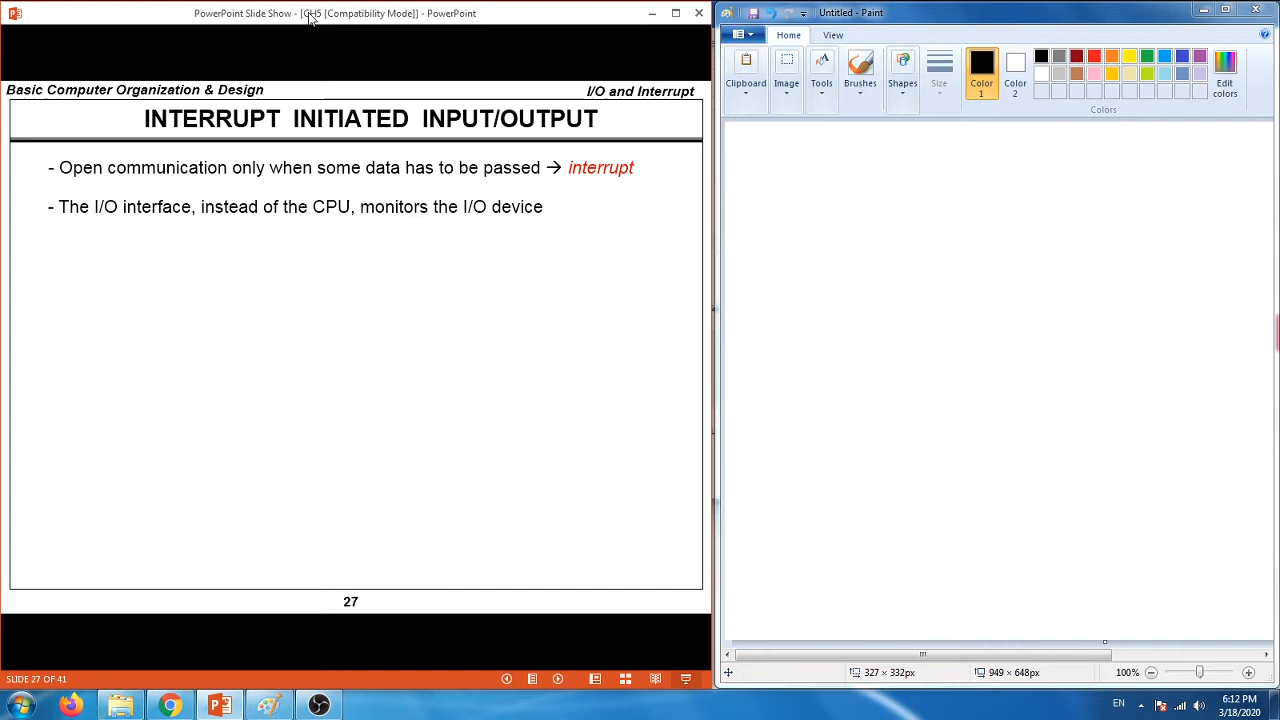 PowerPoint Slide Show - [CH5 [Compatibility Mode]] - PowerPoint
Basic Computer Organization & Design
I/O and Interrupt
INTERRUPT INITIATED INPUT/OUTPUT
- Open communication only when some data has to be passed → interrupt
- The I/O interface, instead of the CPU, monitors the I/O device
27
SLIDE 27 OF 41
Untitled - Paint
Home
View
Clipboard
Image
Tools
Brushes
Shapes
Size
Color
1
Color
2
Edit
colors
Colors
327 × 332px
949 × 648px
100%
EN
6:12 PM
3/18/2020